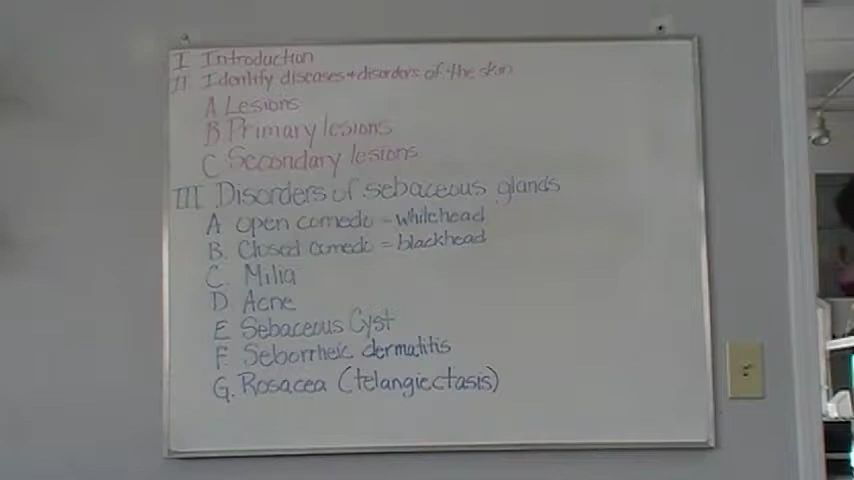 I Introduction
II Identify diseases + disorders of the skin
A Lesions
B. Primary lesions
C Secondary lesions
III Disorders of sebaceous glands
A open comedo - whitehead
B. Closed comedo = blackhead
C. Milia
D Acne
E Sebaceous Cyst
F. Seborrheic dermatitis
G. Rosacea (telangiectasis)